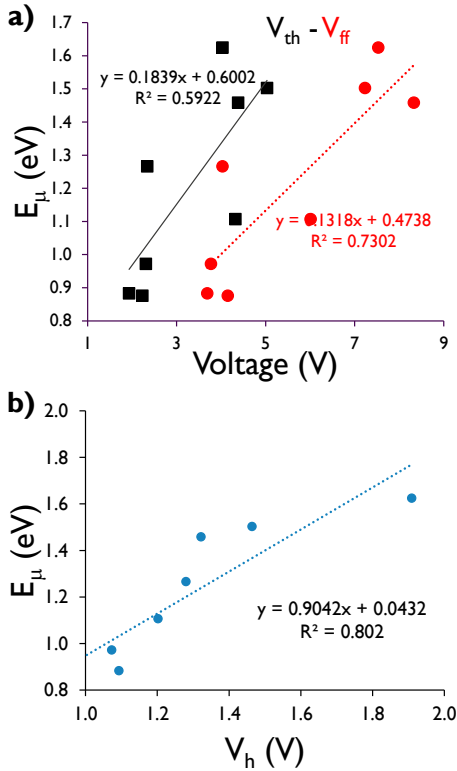 a)
V_th - V_ff
y = 0.1839x + 0.6002
R² = 0.5922
y = 0.1318x + 0.4738
R² = 0.7302
1.7
1.6
1.5
1.4
1.3
1.2
1.1
1.0
0.9
0.8
E_μ (eV)
1 3 5 7 9
Voltage (V)
b)
2.0
1.8
1.6
1.4
1.2
1.0
0.8
E_μ (eV)
y = 0.9042x + 0.0432
R² = 0.802
1.0 1.2 1.4 1.6 1.8 2.0
V_h (V)